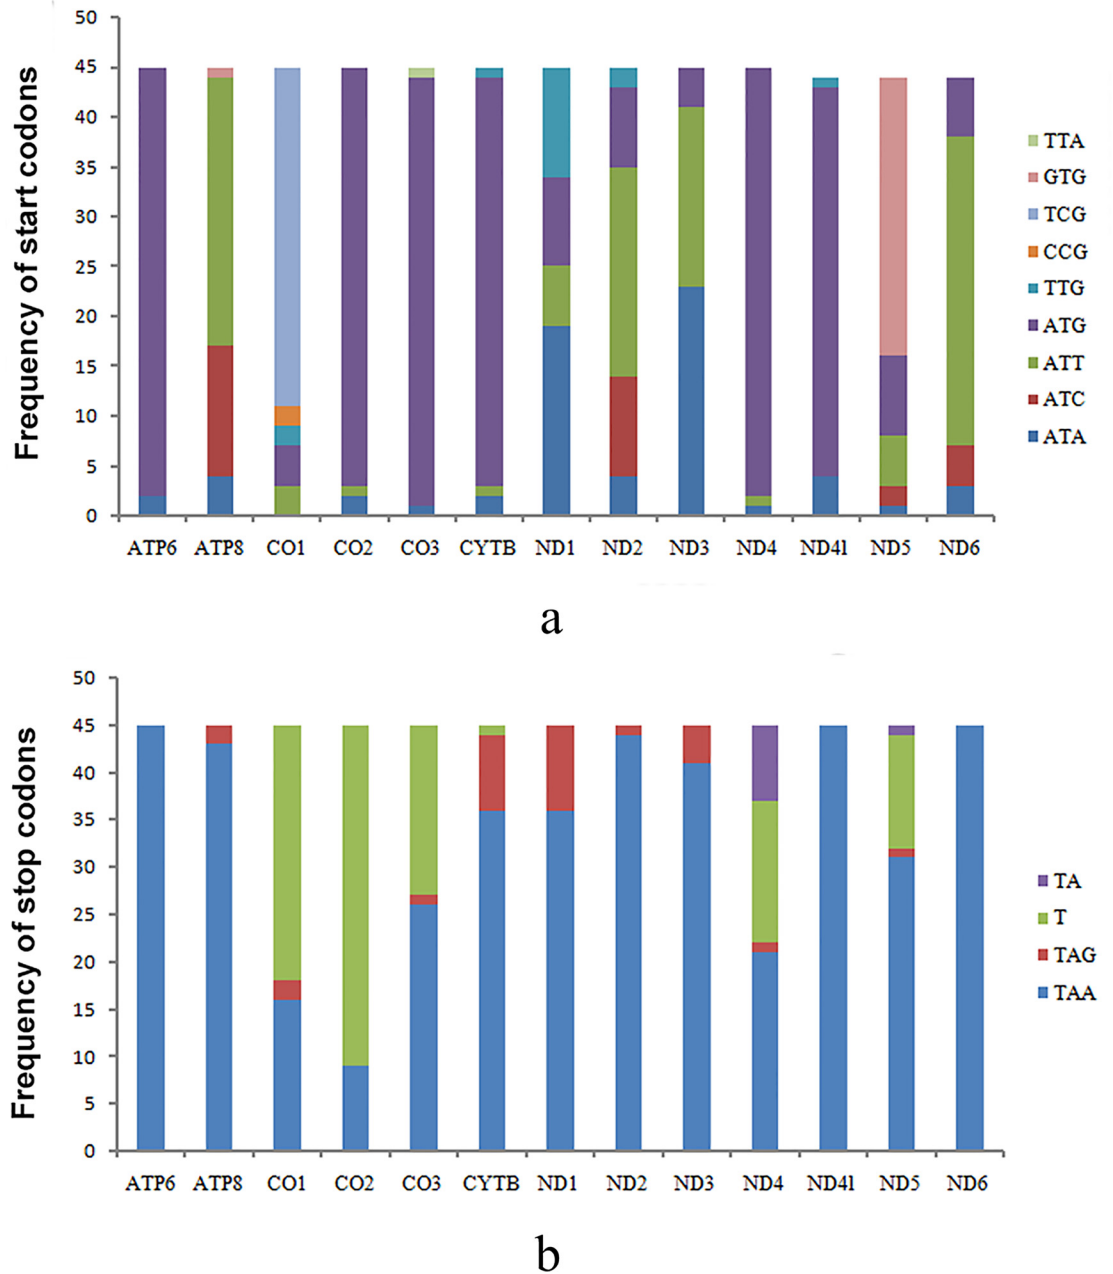 Frequency of start codons
50
45
40
35
30
25
20
15
10
5
0
ATP6 ATP8 CO1 CO2 CO3 CYTB ND1 ND2 ND3 ND4 ND4l ND5 ND6
TTA
GTG
TCG
CCG
TTG
ATG
ATT
ATC
ATA
a
Frequency of stop codons
50
45
40
35
30
25
20
15
10
5
0
ATP6 ATP8 CO1 CO2 CO3 CYTB ND1 ND2 ND3 ND4 ND4l ND5 ND6
TA
T
TAG
TAA
b